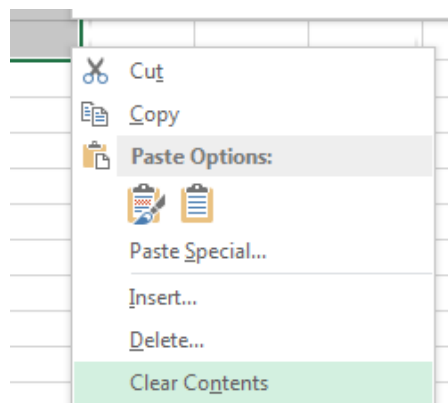 Cut
Copy
Paste Options:
Paste Special...
Insert...
Delete...
Clear Contents